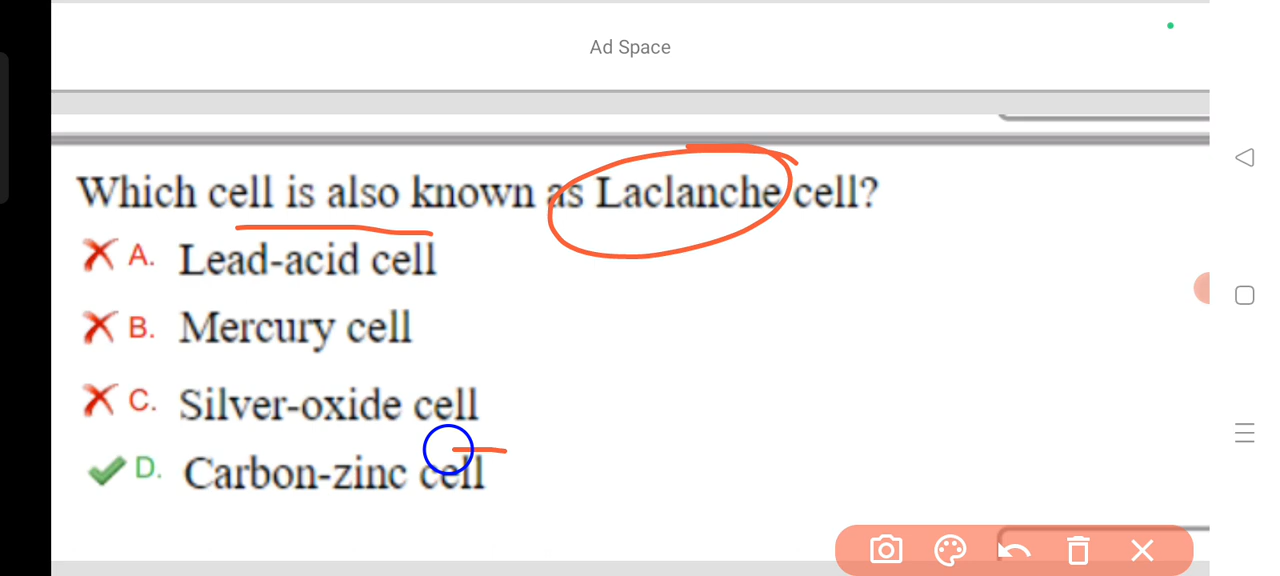 Ad Space
Which cell is also known as Laclanche cell?
A. Lead-acid cell
B. Mercury cell
C. Silver-oxide cell
D. Carbon-zinc cell